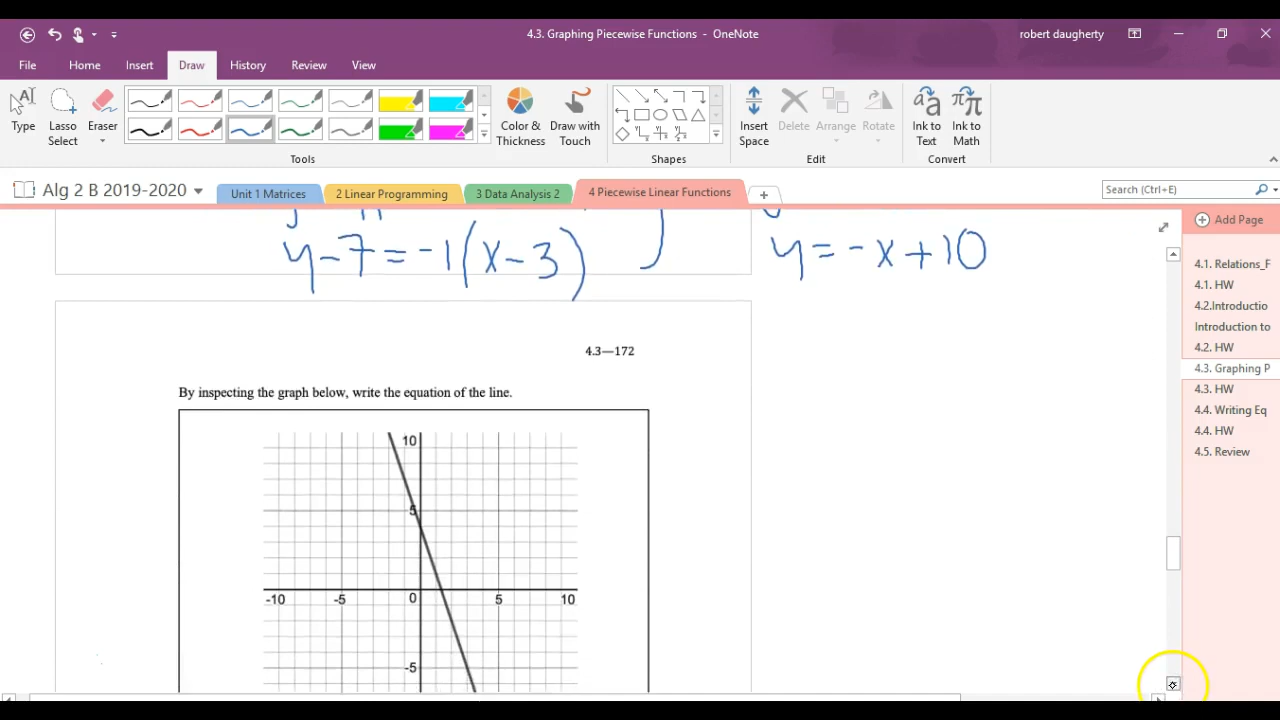 4.3. Graphing Piecewise Functions - OneNote
robert daugherty
File Home Insert Draw History Review View
Type
Lasso Select
Eraser
Color & Thickness
Draw with Touch
Insert Space
Delete
Arrange
Rotate
Ink to Text
Ink to Math
Tools
Shapes
Edit
Convert
Alg 2 B 2019-2020
Unit 1 Matrices
2 Linear Programming
3 Data Analysis 2
4 Piecewise Linear Functions
Search (Ctrl+E)
Add Page
4.1. Relations_F
4.1. HW
4.2.Introductio
Introduction to
4.2. HW
4.3. Graphing P
4.3. HW
4.4. Writing Eq
4.4. HW
4.5. Review
y-7=-1(x-3)
y=-x+10
4.3—172
By inspecting the graph below, write the equation of the line.
10
5
-10 -5 0 5 10
-5